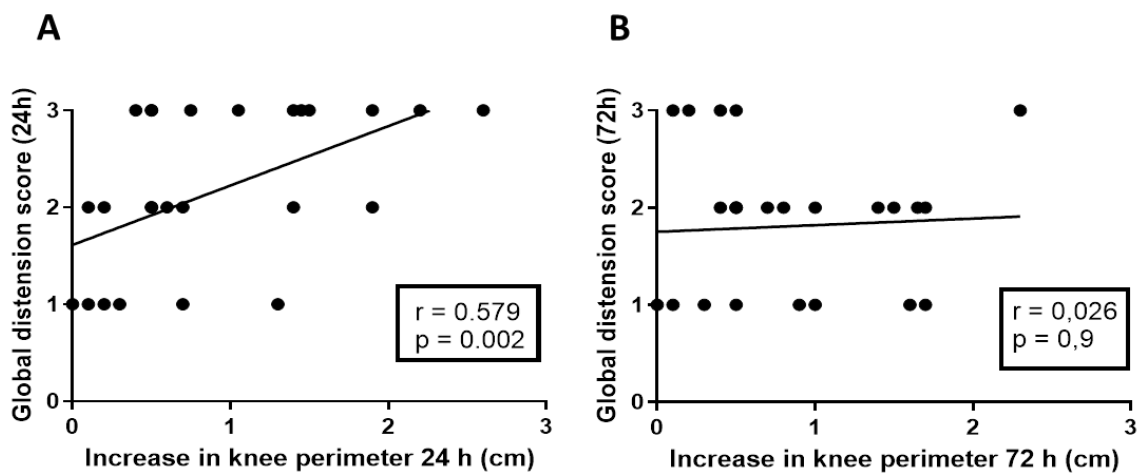 A
Global distension score (24h)
3
2
1
0
0
1
2
3
Increase in knee perimeter 24 h (cm)
r = 0.579
p = 0.002
B
Global distension score (72h)
3
2
1
0
0
1
2
3
Increase in knee perimeter 72 h (cm)
r = 0,026
p = 0,9